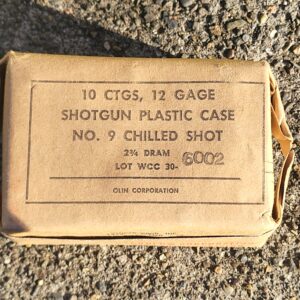 10 CTGS, 12 GAGE
SHOTGUN PLASTIC CASE
NO. 9 CHILLED SHOT
2¾ DRAM
LOT WCC 30-6002
OLIN CORPORATION